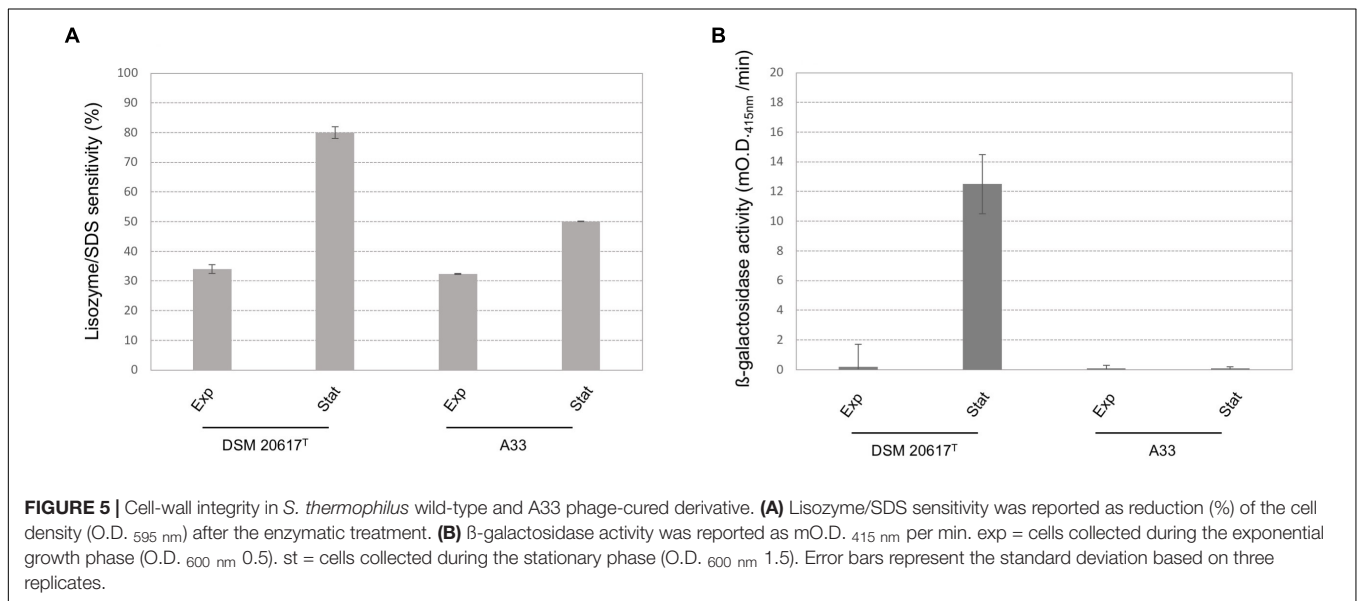 A
Lisozyme/SDS sensitivity (%)
100
90
80
70
60
50
40
30
20
10
0
Exp
Stat
Exp
Stat
DSM 20617T
A33
B
ß-galactosidase activity (mO.D.415nm /min)
20
18
16
14
12
10
8
6
4
2
0
Exp
Stat
Exp
Stat
DSM 20617T
A33
FIGURE 5 | Cell-wall integrity in S. thermophilus wild-type and A33 phage-cured derivative. (A) Lisozyme/SDS sensitivity was reported as reduction (%) of the cell
density (O.D. 595 nm) after the enzymatic treatment. (B) ß-galactosidase activity was reported as mO.D. 415 nm per min. exp = cells collected during the exponential
growth phase (O.D. 600 nm 0.5). st = cells collected during the stationary phase (O.D. 600 nm 1.5). Error bars represent the standard deviation based on three
replicates.